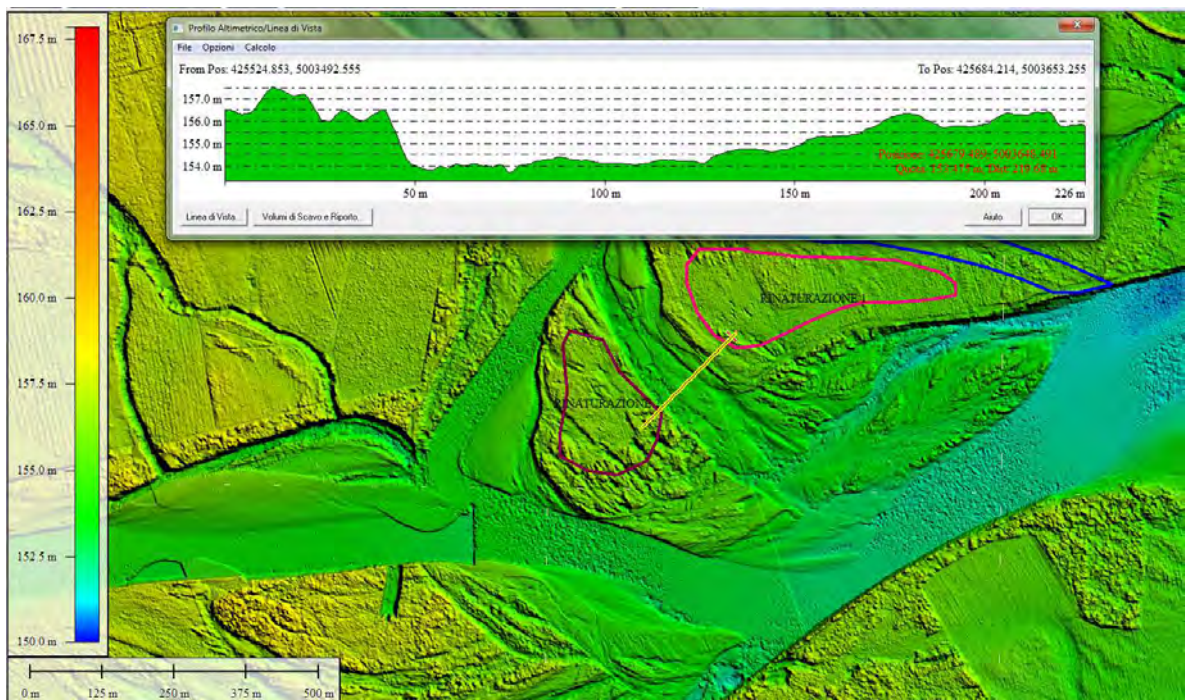 Profilo Altimetrico/Linea di Vista
File Opzioni Calcolo
From Pos: 425524.853, 5003492.555
To Pos: 425684.214, 5003653.255
157.0 m
156.0 m
155.0 m
154.0 m
50 m
100 m
150 m
200 m
226 m
Linea di Vista...
Volumi di Scavo e Riporto...
Aiuto
OK
167.5 m
165.0 m
162.5 m
160.0 m
157.5 m
155.0 m
152.5 m
150.0 m
RINATURAZIONE
RINATURAZIONE
0 m
125 m
250 m
375 m
500 m